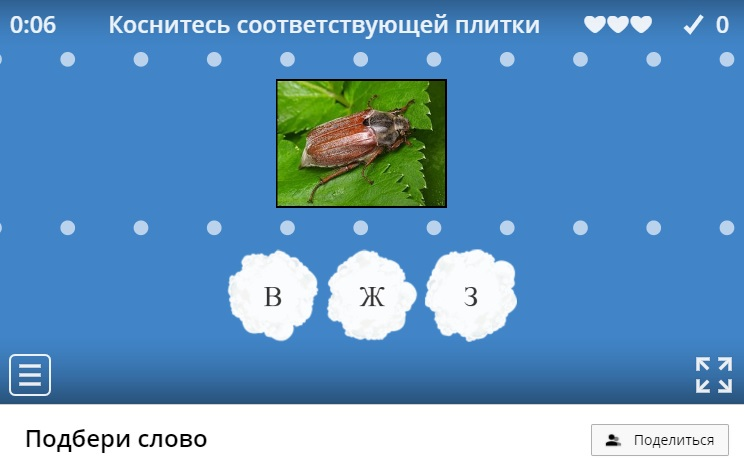 0:06 Коснитесь соответствующей плитки 0
В Ж З
Подбери слово Поделиться